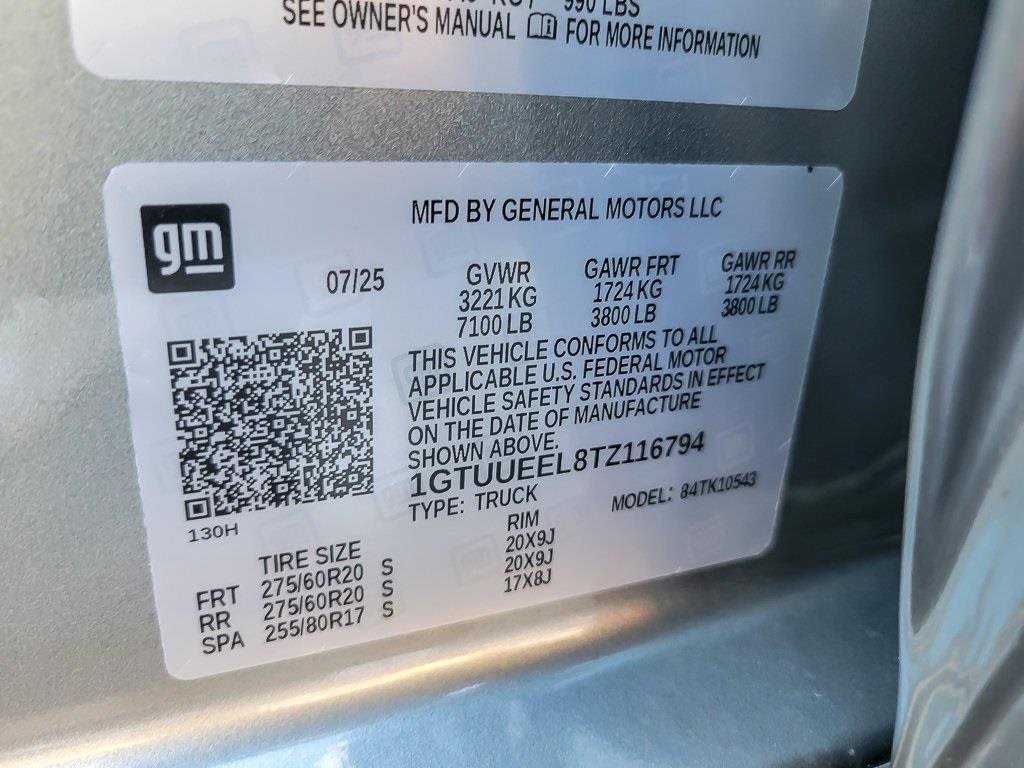 990 LBS
SEE OWNER'S MANUAL FOR MORE INFORMATION
gm
MFD BY GENERAL MOTORS LLC
07/25 GVWR GAWR FRT GAWR RR
3221 KG 1724 KG 1724 KG
7100 LB 3800 LB 3800 LB
THIS VEHICLE CONFORMS TO ALL
APPLICABLE U.S. FEDERAL MOTOR
VEHICLE SAFETY STANDARDS IN EFFECT
ON THE DATE OF MANUFACTURE
SHOWN ABOVE.
1GTUUEEL8TZ116794
TYPE: TRUCK MODEL: 84TK10543
130H
TIRE SIZE RIM
FRT 275/60R20 S 20X9J
RR 275/60R20 S 20X9J
SPA 255/80R17 S 17X8J